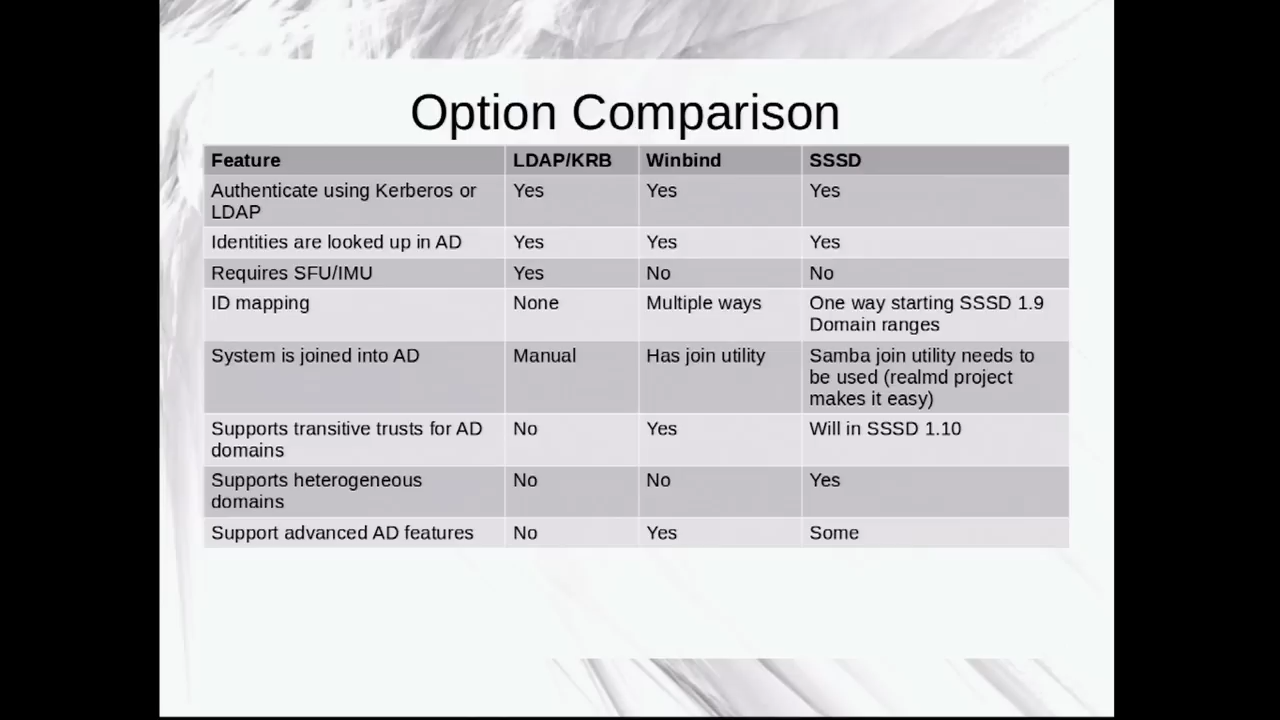 Option Comparison
Feature LDAP/KRB Winbind SSSD
Authenticate using Kerberos or LDAP Yes Yes Yes
Identities are looked up in AD Yes Yes Yes
Requires SFU/IMU Yes No No
ID mapping None Multiple ways One way starting SSSD 1.9 Domain ranges
System is joined into AD Manual Has join utility Samba join utility needs to be used (realmd project makes it easy)
Supports transitive trusts for AD domains No Yes Will in SSSD 1.10
Supports heterogeneous domains No No Yes
Support advanced AD features No Yes Some